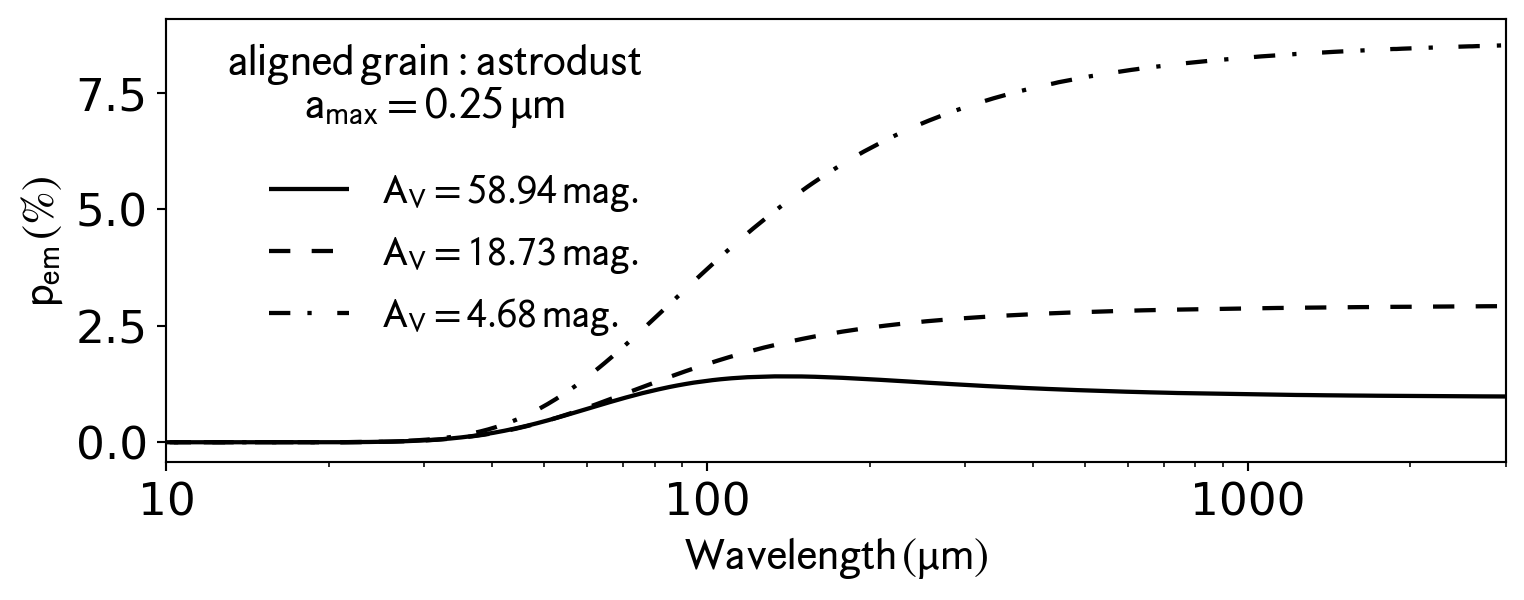 aligned grain : astrodust
aₘₐₓ = 0.25 μm
A_V = 58.94 mag.
A_V = 18.73 mag.
A_V = 4.68 mag.
p_em (%)
7.5
5.0
2.5
0.0
10
100
1000
Wavelength (μm)